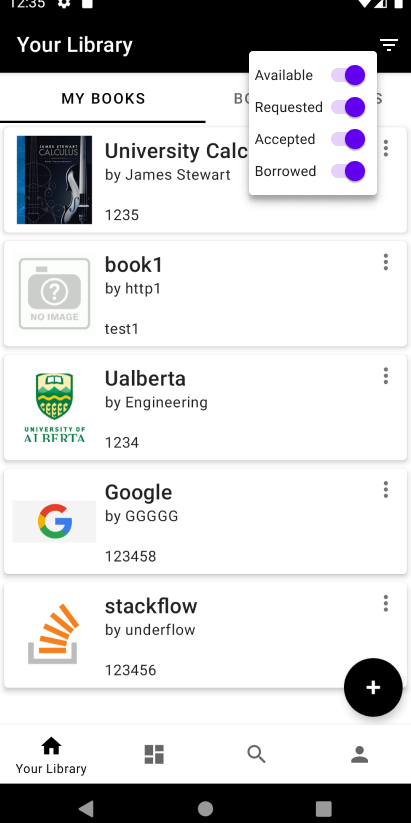 12:35
Your Library
Available
MY BOOKS
Requested
Accepted
Borrowed
JAMES STEWART
CALCULUS
University Calc
by James Stewart
1235
NO IMAGE
book1
by http1
test1
UNIVERSITY OF
ALBERTA
Ualberta
by Engineering
1234
Google
by GGGGG
123458
stackflow
by underflow
123456
+
Your Library